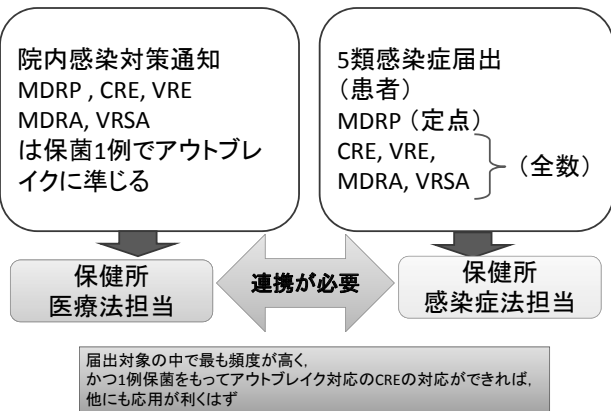 院内感染対策通知
MDRP , CRE, VRE
MDRA, VRSA
は保菌1例でアウトブレ
イクに準じる
5類感染症届出
（患者）
MDRP （定点）
CRE, VRE,
MDRA, VRSA
（全数）
保健所
医療法担当
連携が必要
保健所
感染症法担当
届出対象の中で最も頻度が高く,
かつ1例保菌をもってアウトブレイク対応のCREの対応ができれば,
他にも応用が利くはず